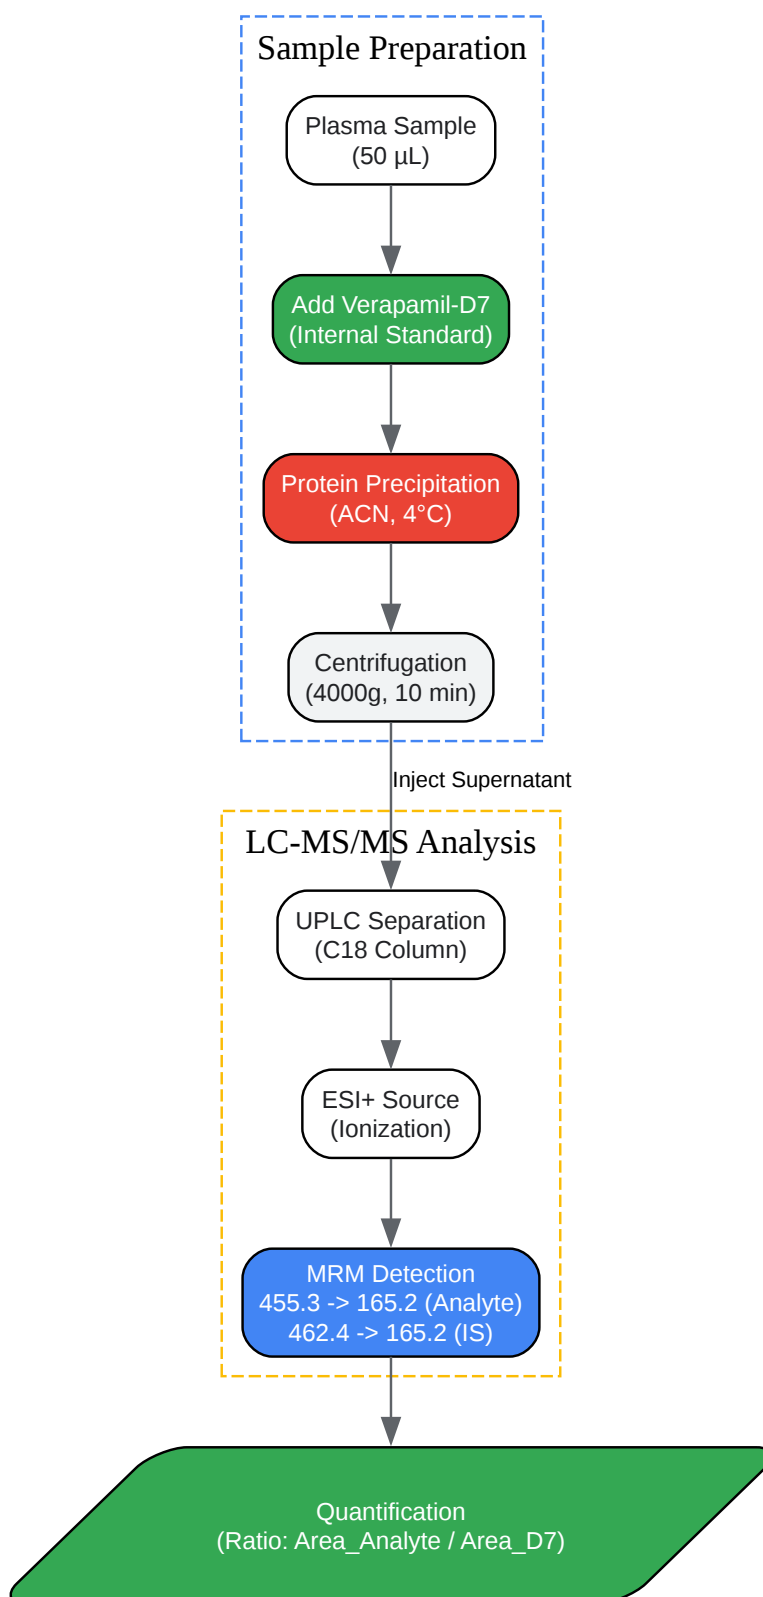 Sample Preparation
Plasma Sample
(50 µL)
Add Verapamil-D7
(Internal Standard)
Protein Precipitation
(ACN, 4°C)
Centrifugation
(4000g, 10 min)
Inject Supernatant
LC-MS/MS Analysis
UPLC Separation
(C18 Column)
ESI+ Source
(Ionization)
MRM Detection
455.3 -> 165.2 (Analyte)
462.4 -> 165.2 (IS)
Quantification
(Ratio: Area_Analyte / Area_D7)